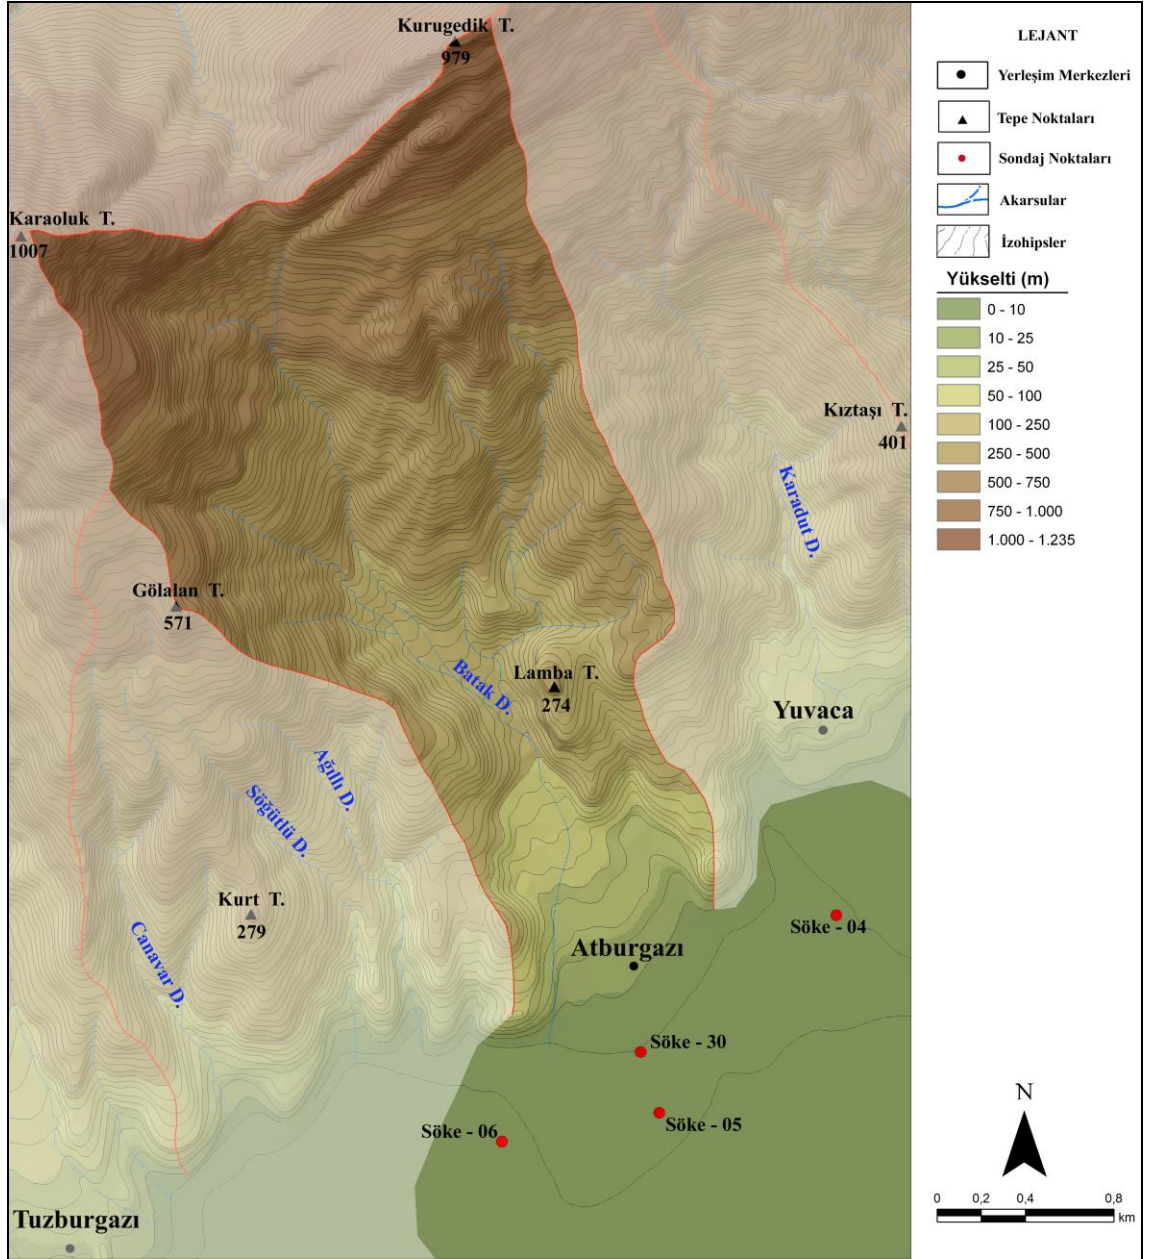 Kurugedik T.
979
Karaoluk T.
1007
Kıztaşı T.
401
Karadut D.
Gölalan T.
571
Lamba T.
274
Batak D.
Yuvaca
Ağıllı D.
Söğütlü D.
Kurt T.
279
Canavar D.
Söke - 04
Atburgazı
Söke - 30
Söke - 05
Söke - 06
Tuzburgazı
LEJANT
Yerleşim Merkezleri
Tepe Noktaları
Sondaj Noktaları
Akarsular
İzohipsler
Yükselti (m)
0 - 10
10 - 25
25 - 50
50 - 100
100 - 250
250 - 500
500 - 750
750 - 1.000
1.000 - 1.235
N
0 0,2 0,4 0,8
km